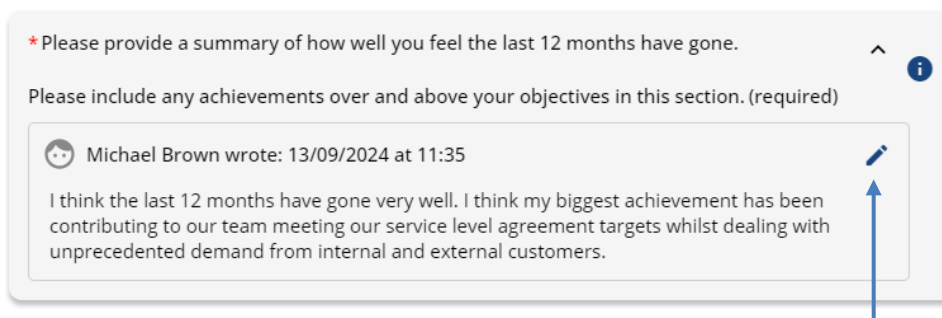 * Please provide a summary of how well you feel the last 12 months have gone.
Please include any achievements over and above your objectives in this section. (required)
Michael Brown wrote: 13/09/2024 at 11:35
I think the last 12 months have gone very well. I think my biggest achievement has been
contributing to our team meeting our service level agreement targets whilst dealing with
unprecedented demand from internal and external customers.